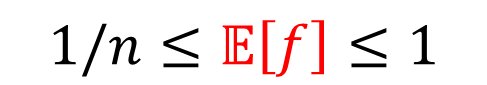 1/n ≤ 𝔼[f] ≤ 1